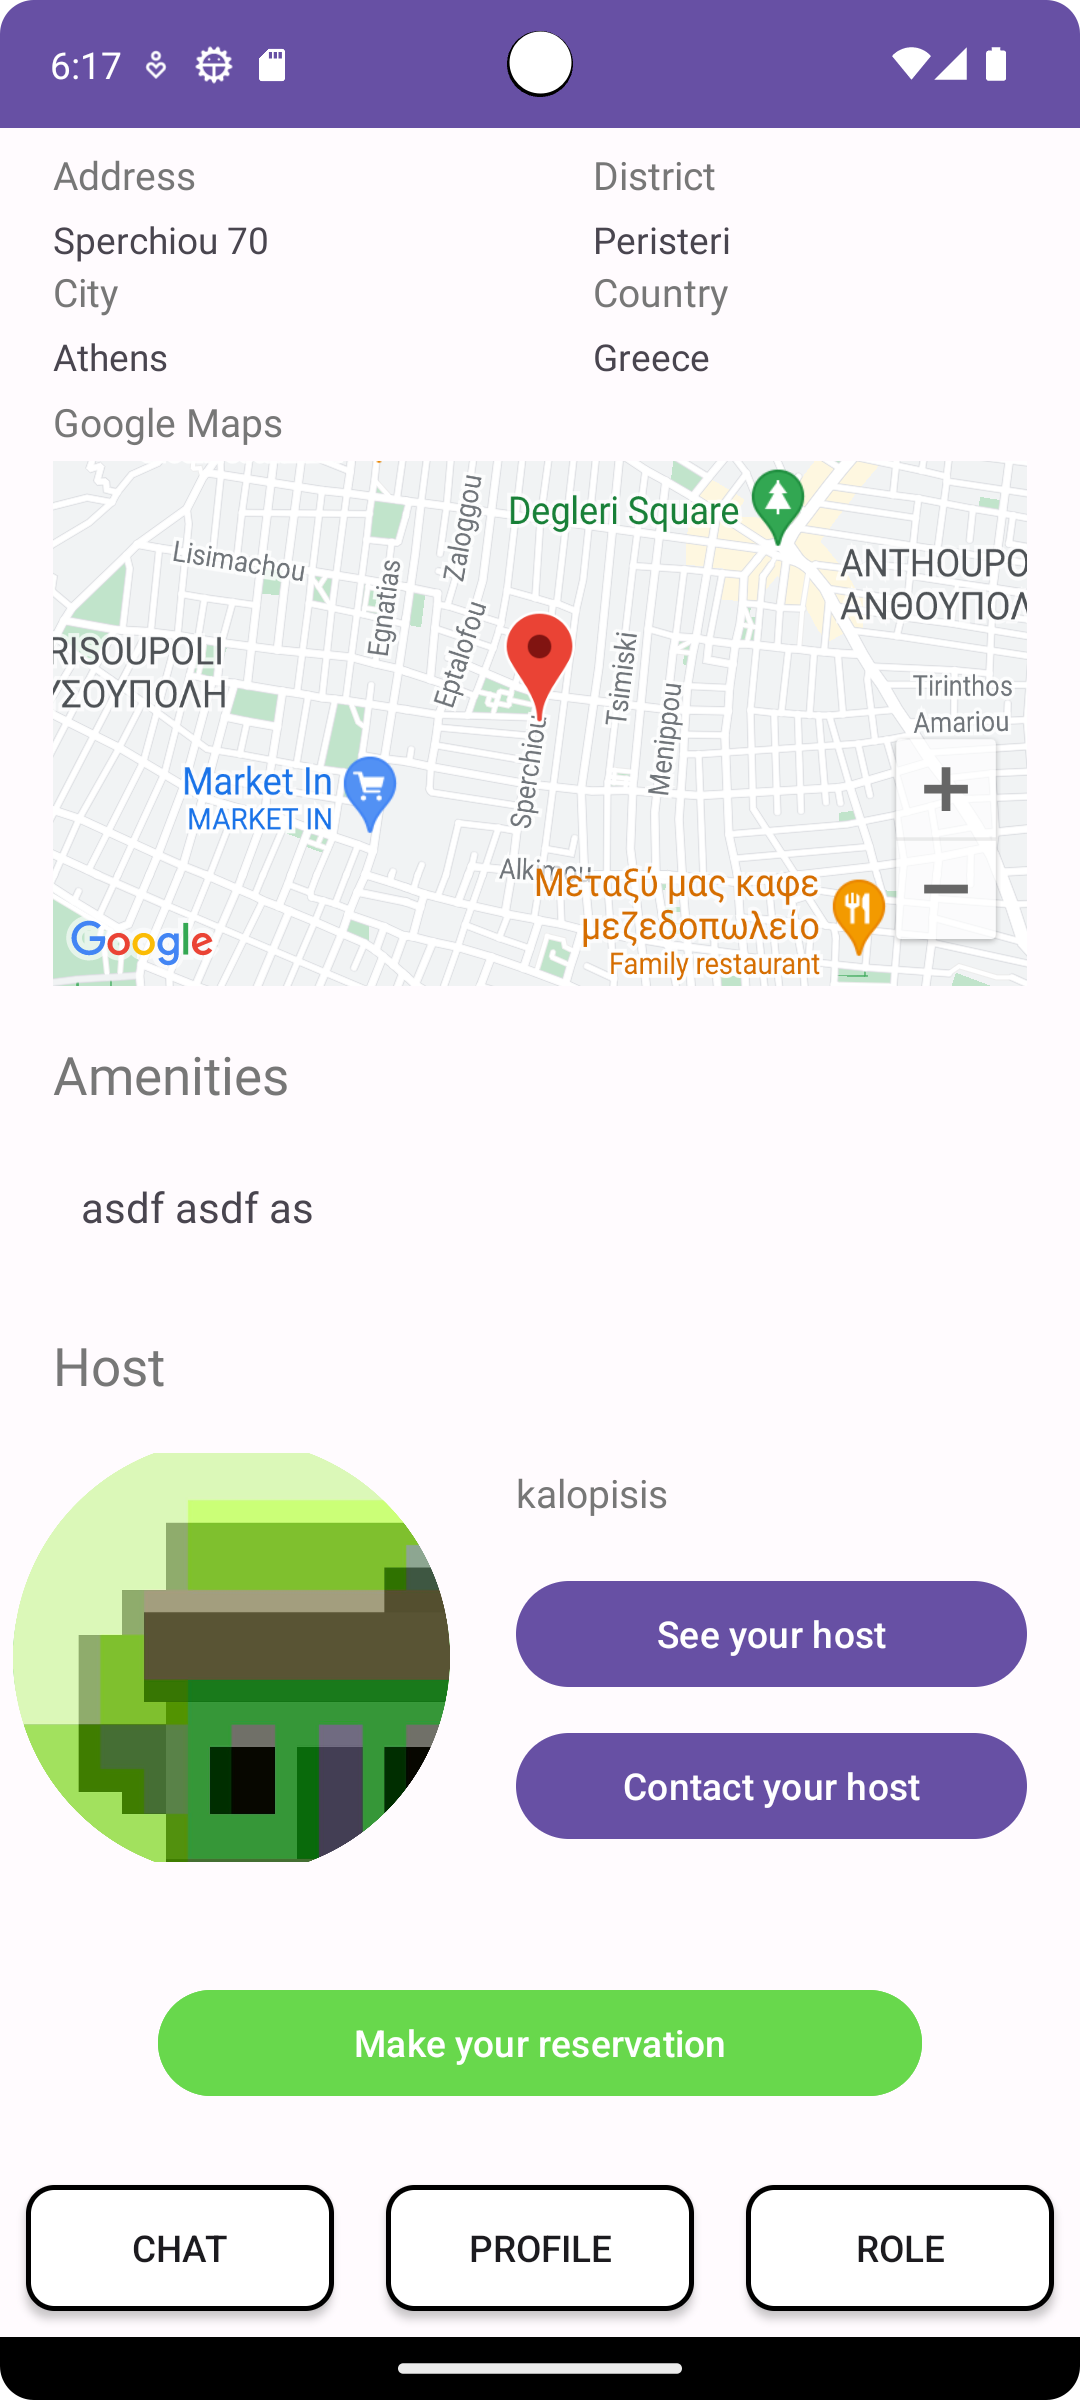 6:17
Address
District
Sperchiou 70
Peristeri
City
Country
Athens
Greece
Google Maps
Degleri Square
Zaloggou
Lisimachou
ANTHOUPO
ΑΝΘΟΥΠΟΛ
Egnatias
Eptalofou
RISOUPOLI
ΥΣΟΥΠΟΛΗ
Tsimiski
Tirinthos
Amariou
Menippou
Sperchiou
Market In
MARKET IN
Alkimou
Μεταξύ μας καφε
μεζεδοπωλείο
Family restaurant
Google
Amenities
asdf asdf as
Host
kalopisis
See your host
Contact your host
Make your reservation
CHAT
PROFILE
ROLE